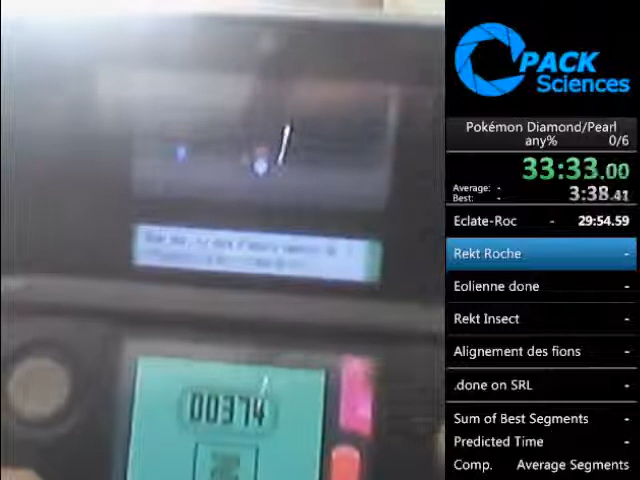 PACK
Sciences
Pokémon Diamond/Pearl
any% 0/6
33:33.00
Average: -
Best: - 3:38.41
Eclate-Roc - 29:54.59
Rekt Roche -
Eolienne done -
Rekt Insect -
Alignement des fions -
.done on SRL -
Sum of Best Segments -
Predicted Time -
Comp. Average Segments
00374